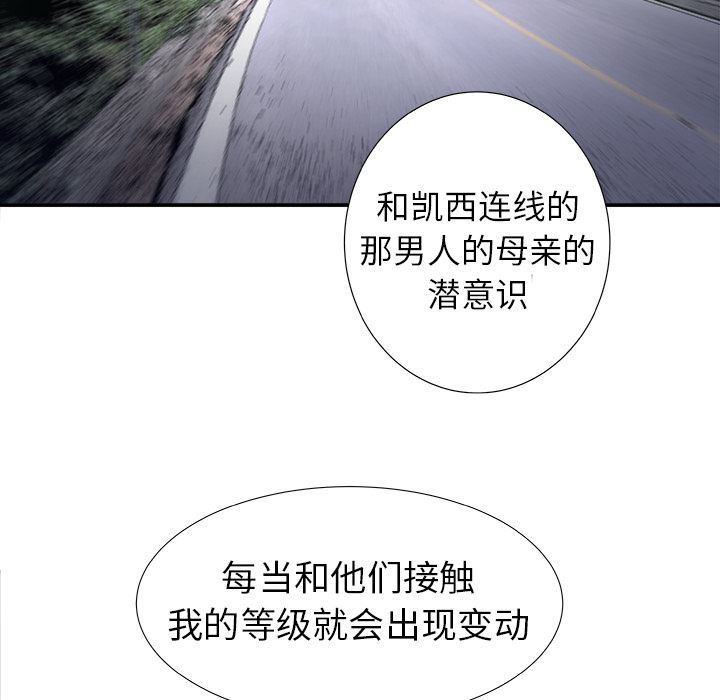 和凯西连线的
那男人的母亲的
潜意识
每当和他们接触
我的等级就会出现变动